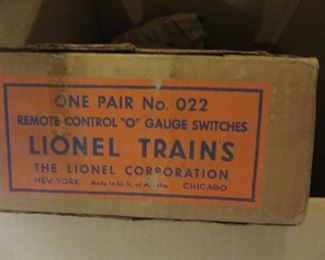 ONE PAIR No. 022
REMOTE CONTROL "O" GAUGE SWITCHES
LIONEL TRAINS
THE LIONEL CORPORATION
NEW YORK Made in U. S. of America CHICAGO